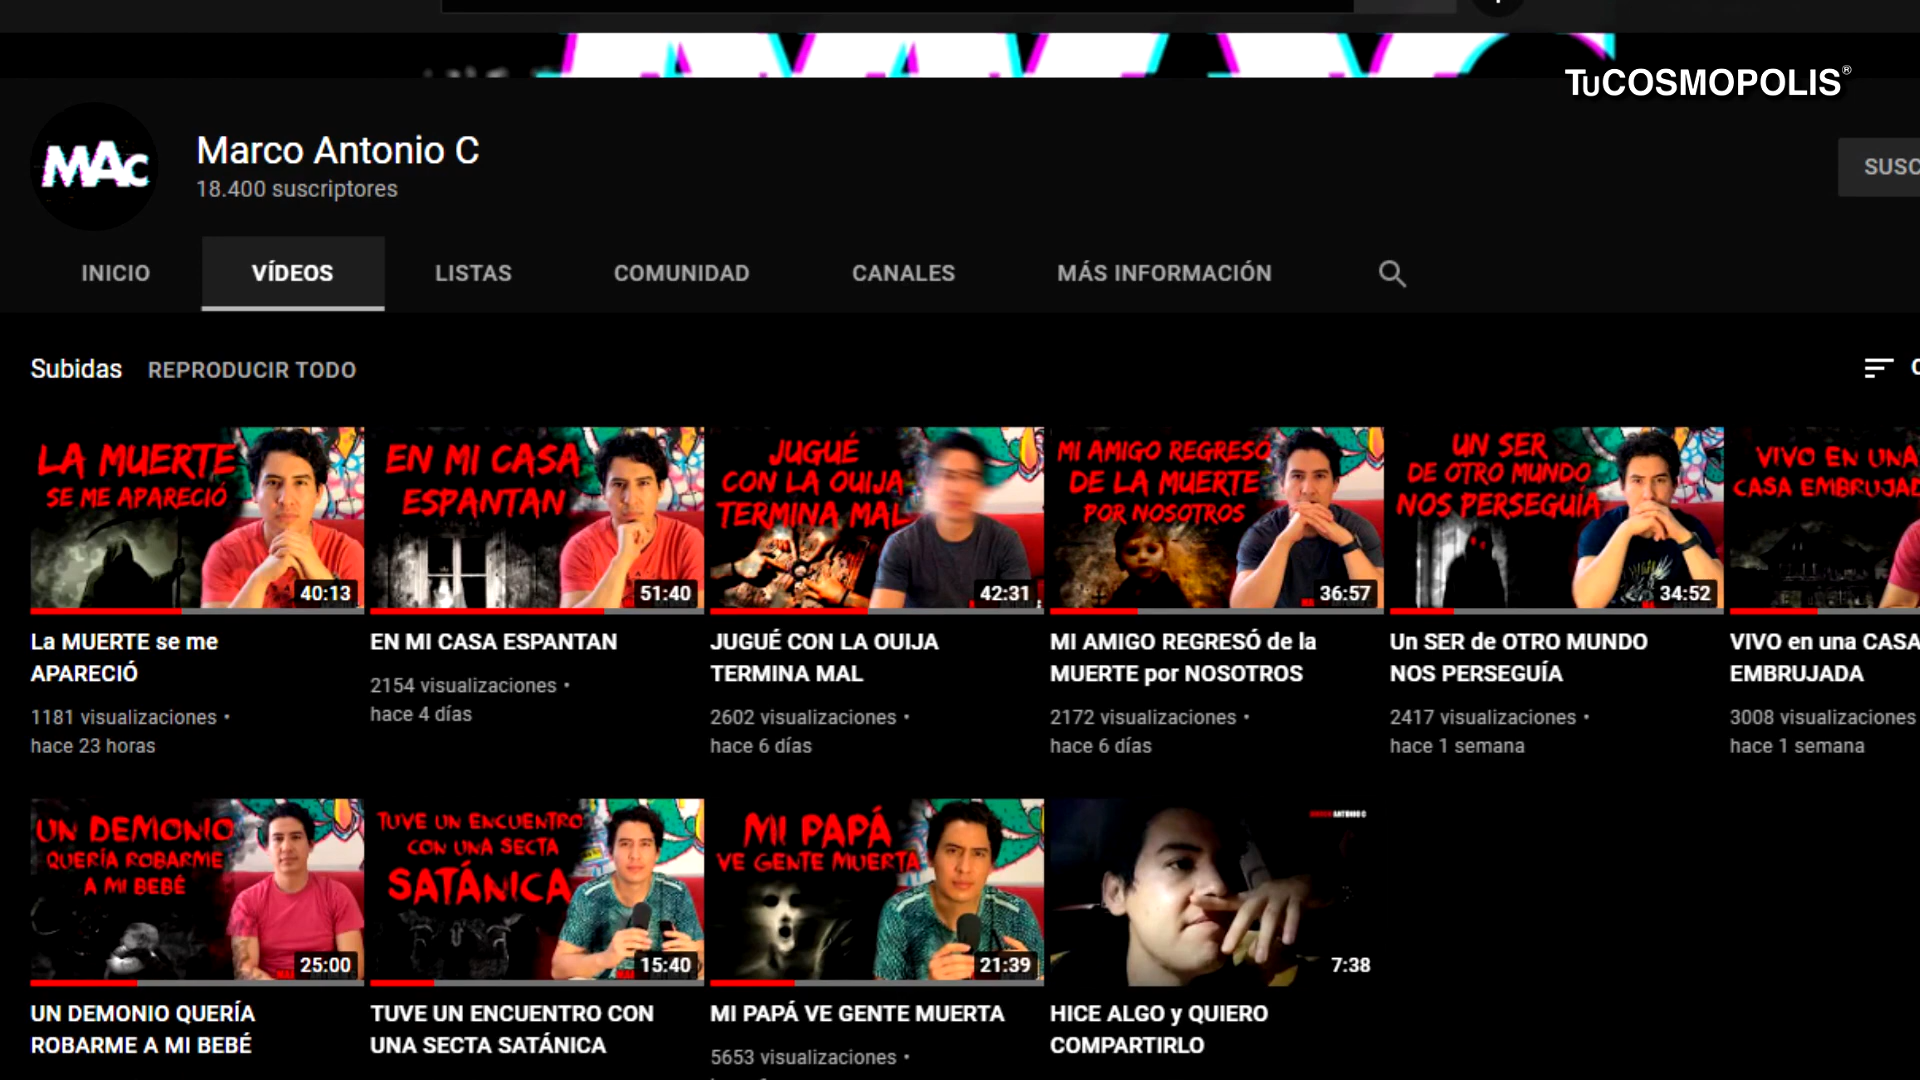 TuCOSMOPOLIS®
MAc
Marco Antonio C
18.400 suscriptores
SUSC
INICIO
VÍDEOS
LISTAS
COMUNIDAD
CANALES
MÁS INFORMACIÓN
Subidas
REPRODUCIR TODO
LA MUERTE
SE ME APARECIÓ
40:13
EN MI CASA
ESPANTAN
51:40
JUGUÉ
CON LA OUIJA
TERMINA MAL
42:31
MI AMIGO REGRESÓ
DE LA MUERTE
POR NOSOTROS
36:57
UN SER
DE OTRO MUNDO
NOS PERSEGUÍA
34:52
VIVO EN UNA
CASA EMBRUJAD
La MUERTE se me
APARECIÓ
1181 visualizaciones •
hace 23 horas
EN MI CASA ESPANTAN
2154 visualizaciones •
hace 4 días
JUGUÉ CON LA OUIJA
TERMINA MAL
2602 visualizaciones •
hace 6 días
MI AMIGO REGRESÓ de la
MUERTE por NOSOTROS
2172 visualizaciones •
hace 6 días
Un SER de OTRO MUNDO
NOS PERSEGUÍA
2417 visualizaciones •
hace 1 semana
VIVO en una CASA
EMBRUJADA
3008 visualizaciones
hace 1 semana
UN DEMONIO
QUERÍA ROBARME
A MI BEBÉ
25:00
TUVE UN ENCUENTRO
CON UNA SECTA
SATÁNICA
15:40
MI PAPÁ
VE GENTE MUERTA
21:39
ANTONIO C
7:38
UN DEMONIO QUERÍA
ROBARME A MI BEBÉ
TUVE UN ENCUENTRO CON
UNA SECTA SATÁNICA
MI PAPÁ VE GENTE MUERTA
5653 visualizaciones •
HICE ALGO y QUIERO
COMPARTIRLO